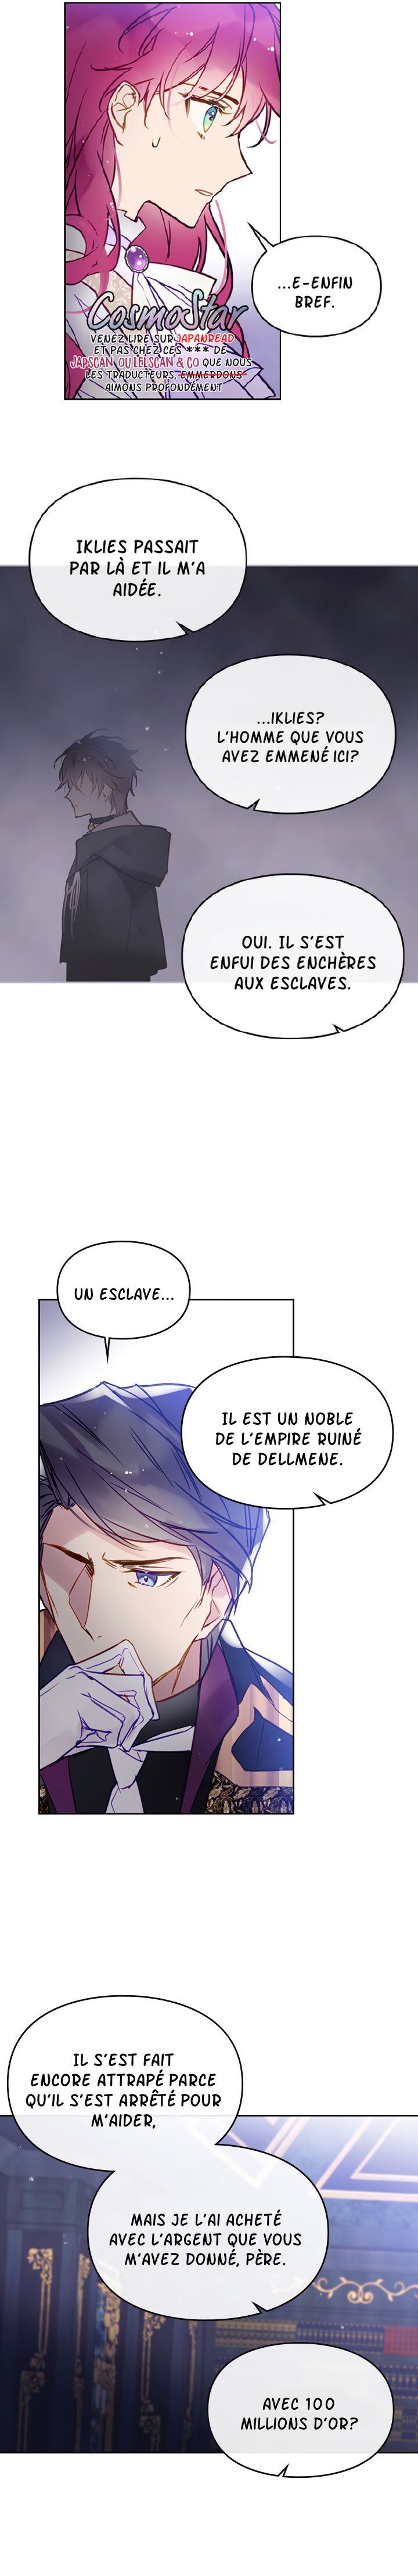 ...E-ENFIN
BREF.
CosmoStar
VENEZ LIRE SUR JAPANREAD
ET PAS CHEZ CES *** DE
JAPSCAN, OU LELSCAN & CO QUE NOUS
LES TRADUCTEURS, EMMERDONS
AIMONS PROFONDÉMENT
IKLIES PASSAIT
PAR LÀ ET IL M'A
AIDÉE.
...IKLIES?
L'HOMME QUE VOUS
AVEZ EMMENÉ ICI?
OUI. IL S'EST
ENFUI DES ENCHÈRES
AUX ESCLAVES.
UN ESCLAVE...
IL EST UN NOBLE
DE L'EMPIRE RUINÉ
DE DELLMENE.
IL S'EST FAIT
ENCORE ATTRAPÉ PARCE
QU'IL S'EST ARRÊTÉ POUR
M'AIDER,
MAIS JE L'AI ACHETÉ
AVEC L'ARGENT QUE VOUS
M'AVEZ DONNÉ, PÈRE.
AVEC 100
MILLIONS D'OR?